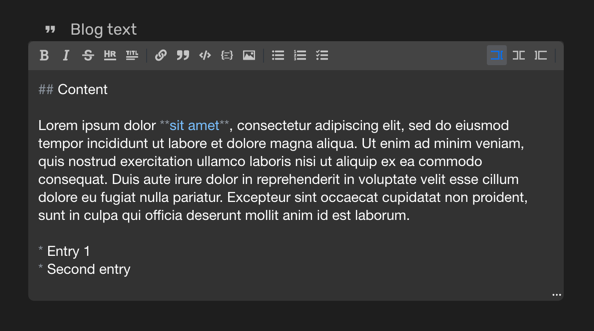 Blog text
B I S HR TITL
## Content
Lorem ipsum dolor **sit amet**, consectetur adipiscing elit, sed do eiusmod
tempor incididunt ut labore et dolore magna aliqua. Ut enim ad minim veniam,
quis nostrud exercitation ullamco laboris nisi ut aliquip ex ea commodo
consequat. Duis aute irure dolor in reprehenderit in voluptate velit esse cillum
dolore eu fugiat nulla pariatur. Excepteur sint occaecat cupidatat non proident,
sunt in culpa qui officia deserunt mollit anim id est laborum.
* Entry 1
* Second entry